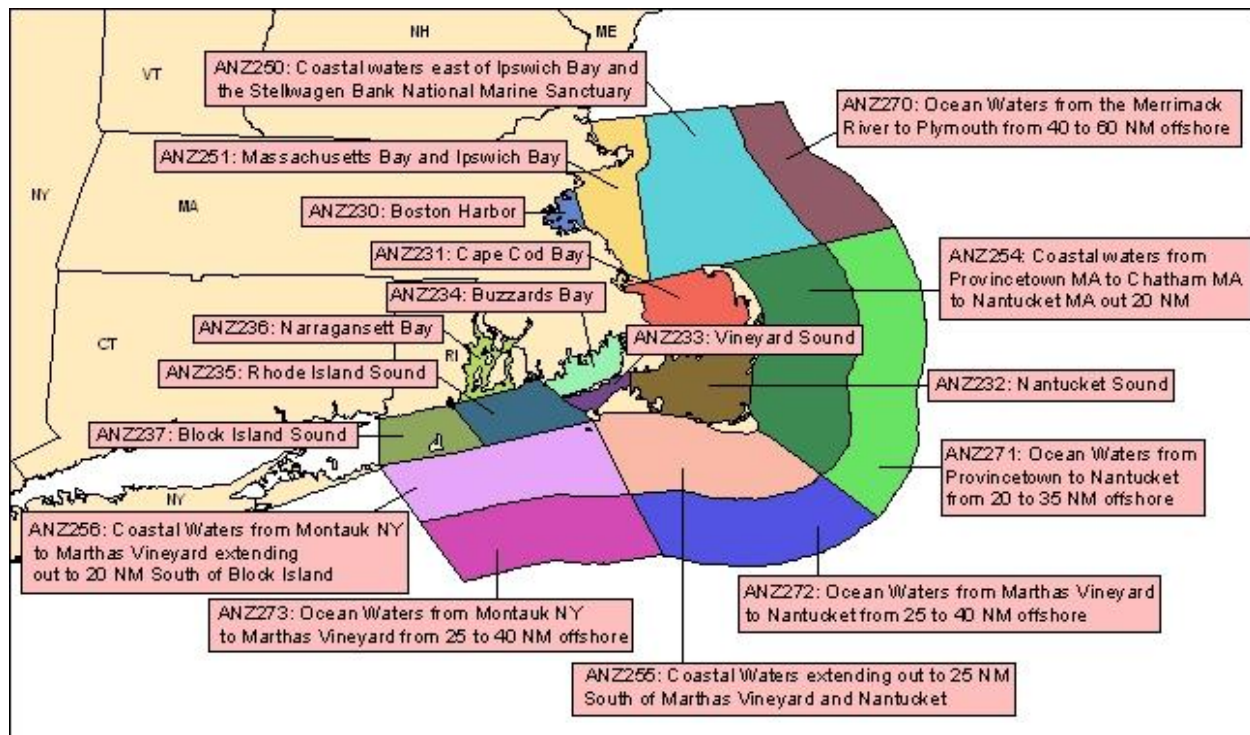 NH
ME
VT
ANZ250: Coastal waters east of Ipswich Bay and
the Stellwagen Bank National Marine Sanctuary
ANZ270: Ocean Waters from the Merrimack
River to Plymouth from 40 to 60 NM offshore
ANZ251: Massachusetts Bay and Ipswich Bay
NY
MA
ANZ230: Boston Harbor
ANZ231: Cape Cod Bay
ANZ254: Coastal waters from
Provincetown MA to Chatham MA
to Nantucket MA out 20 NM
ANZ234: Buzzards Bay
ANZ236: Narragansett Bay
ANZ233: Vineyard Sound
CT
RI
ANZ235: Rhode Island Sound
ANZ232: Nantucket Sound
ANZ237: Block Island Sound
ANZ271: Ocean Waters from
Provincetown to Nantucket
from 20 to 35 NM offshore
NY
ANZ256: Coastal Waters from Montauk NY
to Marthas Vineyard extending
out to 20 NM South of Block Island
ANZ272: Ocean Waters from Marthas Vineyard
to Nantucket from 25 to 40 NM offshore
ANZ273: Ocean Waters from Montauk NY
to Marthas Vineyard from 25 to 40 NM offshore
ANZ255: Coastal Waters extending out to 25 NM
South of Marthas Vineyard and Nantucket